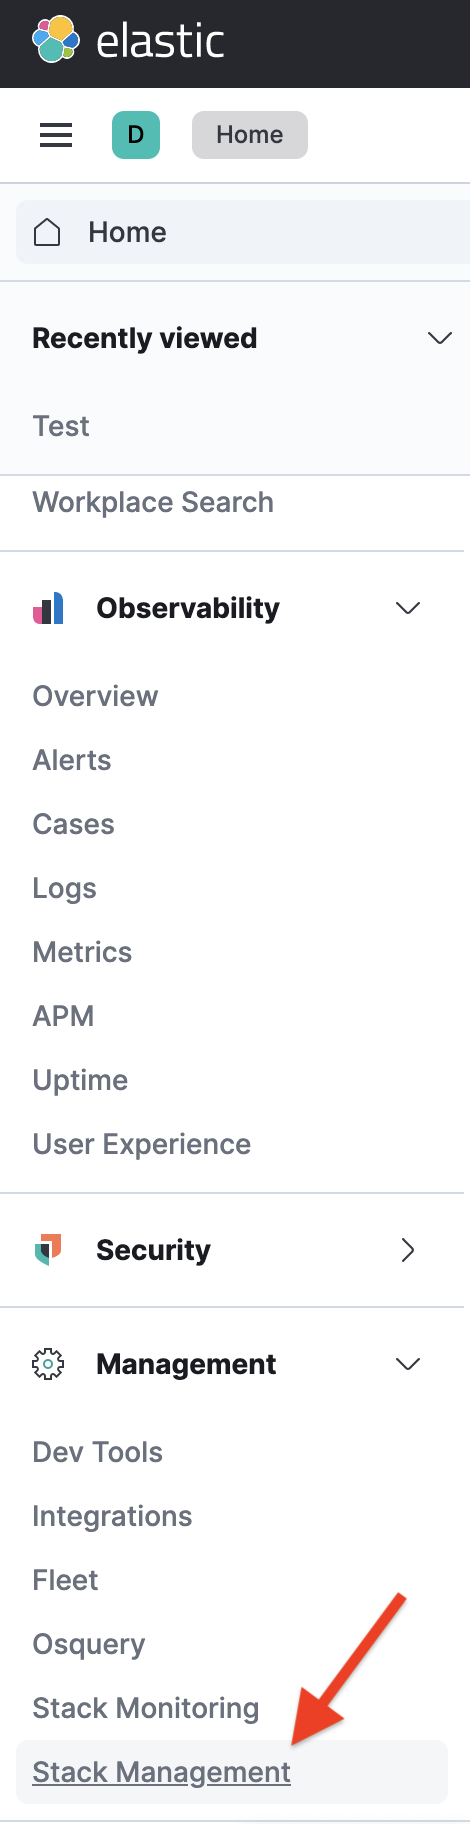 elastic
D Home
Home
Recently viewed
Test
Workplace Search
Observability
Overview
Alerts
Cases
Logs
Metrics
APM
Uptime
User Experience
Security
Management
Dev Tools
Integrations
Fleet
Osquery
Stack Monitoring
Stack Management